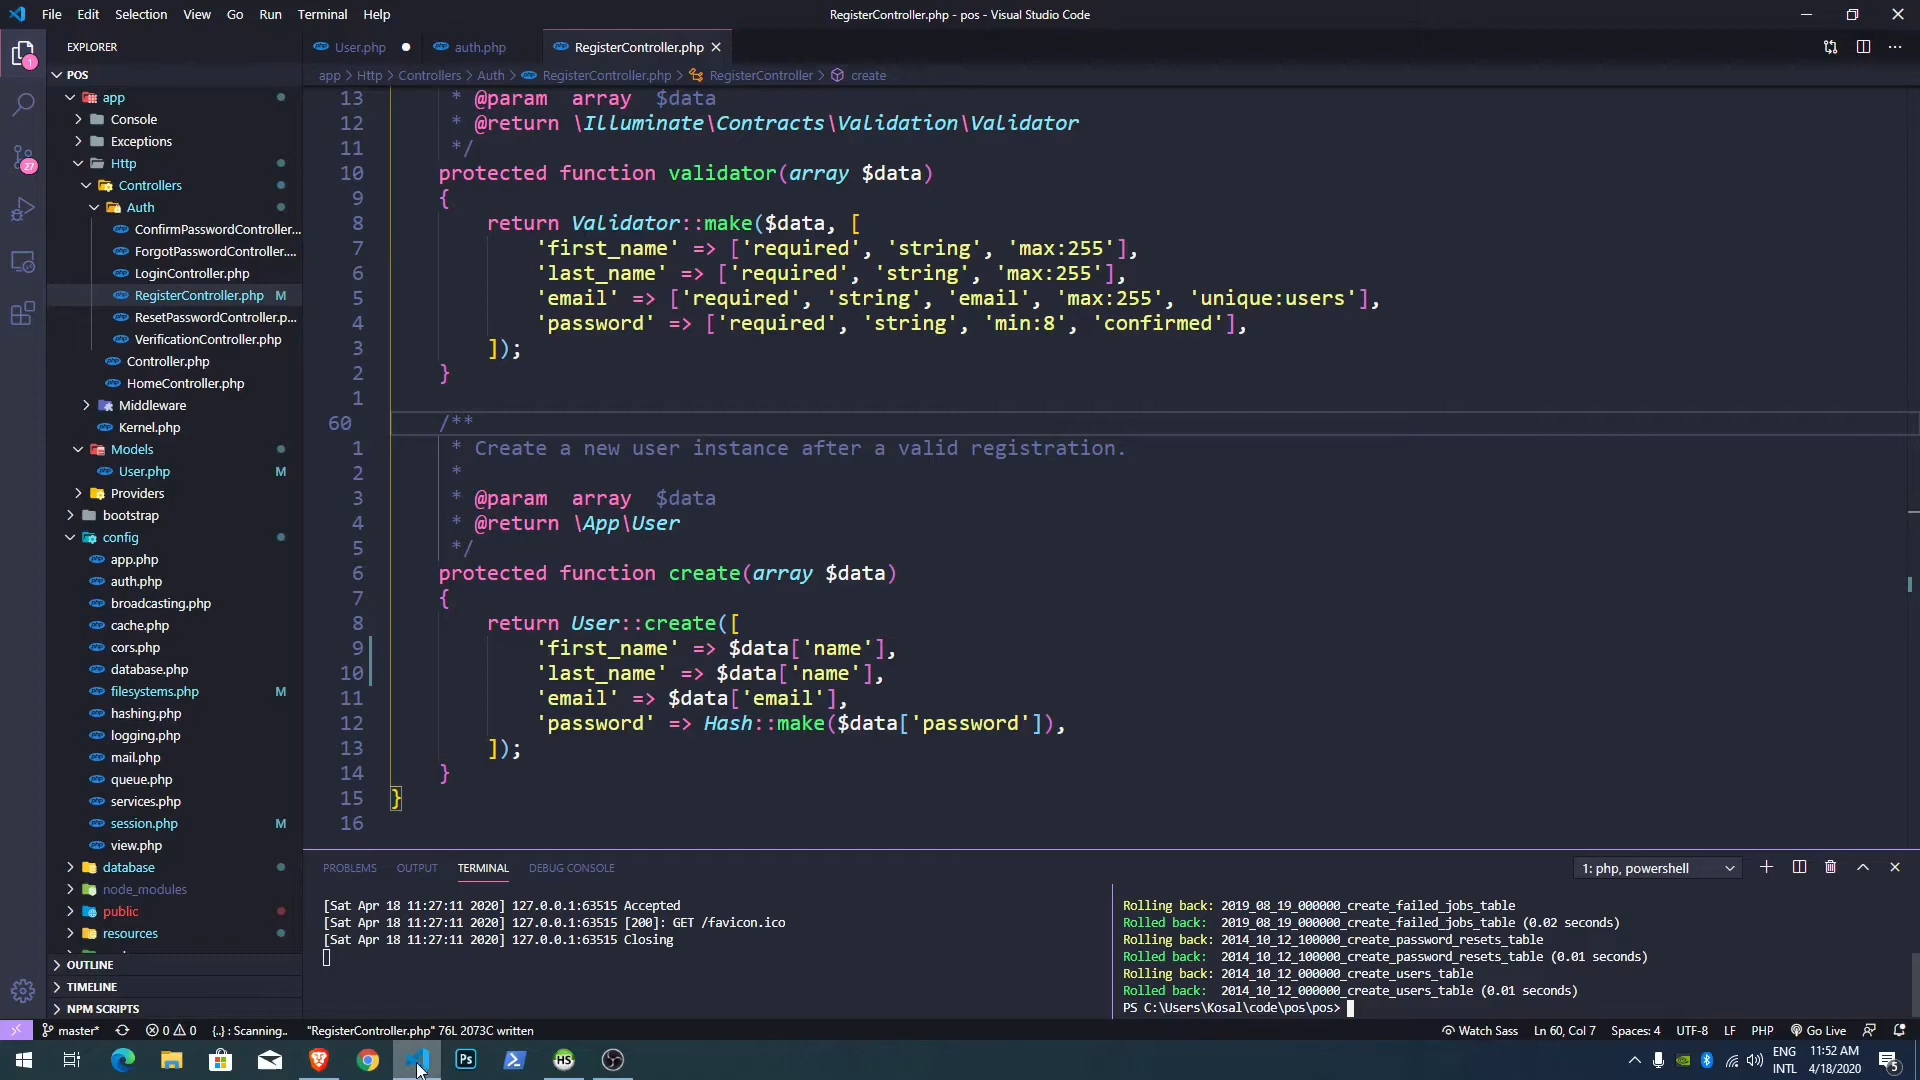 File Edit Selection View Go Run Terminal Help
RegisterController.php - pos - Visual Studio Code
EXPLORER
POS
app
Console
Exceptions
Http
Controllers
Auth
ConfirmPasswordController...
ForgotPasswordController....
LoginController.php
RegisterController.php M
ResetPasswordController.p...
VerificationController.php
Controller.php
HomeController.php
Middleware
Kernel.php
Models
User.php M
Providers
bootstrap
config
app.php
auth.php
broadcasting.php
cache.php
cors.php
database.php
filesystems.php M
hashing.php
logging.php
mail.php
queue.php
services.php
session.php M
view.php
database
node_modules
public
resources
OUTLINE
TIMELINE
NPM SCRIPTS
1
27
User.php
auth.php
RegisterController.php
app > Http > Controllers > Auth > RegisterController.php > RegisterController > create
13 * @param  array  $data
12 * @return \Illuminate\Contracts\Validation\Validator
11 */
10 protected function validator(array $data)
9 {
8 return Validator::make($data, [
7 'first_name' => ['required', 'string', 'max:255'],
6 'last_name' => ['required', 'string', 'max:255'],
5 'email' => ['required', 'string', 'email', 'max:255', 'unique:users'],
4 'password' => ['required', 'string', 'min:8', 'confirmed'],
3 ]);
2 }
1
60 /**
1 * Create a new user instance after a valid registration.
2 *
3 * @param  array  $data
4 * @return \App\User
5 */
6 protected function create(array $data)
7 {
8 return User::create([
9 'first_name' => $data['name'],
10 'last_name' => $data['name'],
11 'email' => $data['email'],
12 'password' => Hash::make($data['password']),
13 ]);
14 }
15 }
16
PROBLEMS OUTPUT TERMINAL DEBUG CONSOLE
1: php, powershell
[Sat Apr 18 11:27:11 2020] 127.0.0.1:63515 Accepted
[Sat Apr 18 11:27:11 2020] 127.0.0.1:63515 [200]: GET /favicon.ico
[Sat Apr 18 11:27:11 2020] 127.0.0.1:63515 Closing
Rolling back: 2019_08_19_000000_create_failed_jobs_table
Rolled back:  2019_08_19_000000_create_failed_jobs_table (0.02 seconds)
Rolling back: 2014_10_12_100000_create_password_resets_table
Rolled back:  2014_10_12_100000_create_password_resets_table (0.01 seconds)
Rolling back: 2014_10_12_000000_create_users_table
Rolled back:  2014_10_12_000000_create_users_table (0.01 seconds)
PS C:\Users\Kosal\code\pos\pos>
master* 0 0 {..} : Scanning.. "RegisterController.php" 76L 2073C written
Watch Sass Ln 60, Col 7 Spaces: 4 UTF-8 LF PHP Go Live
Ps
HS
ENG
INTL
11:52 AM
4/18/2020
5